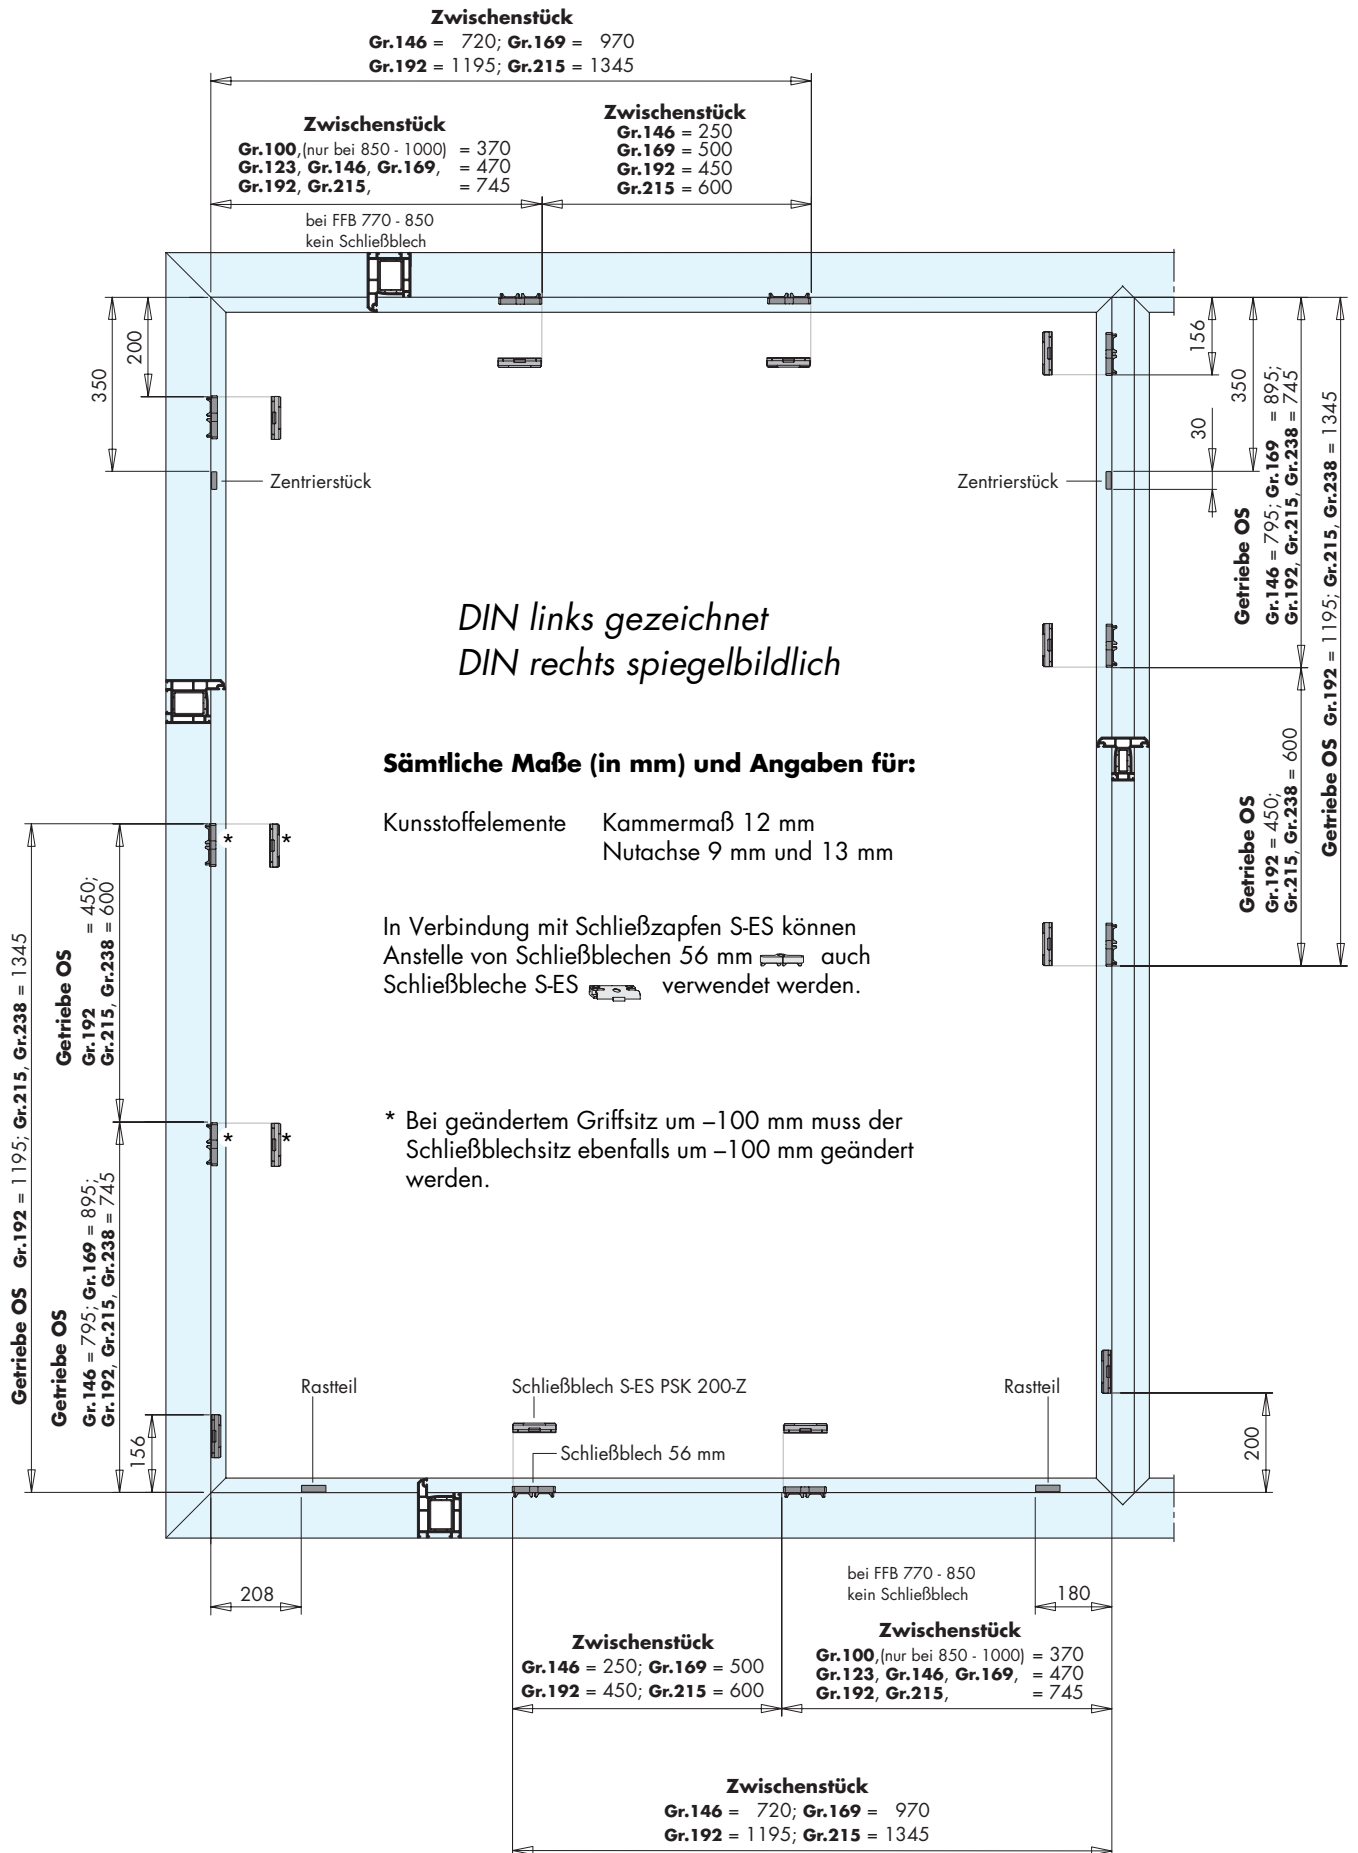 Zwischenstück
Gr.146 = 720; Gr.169 = 970
Gr.192 = 1195; Gr.215 = 1345
Zwischenstück
Gr.100,(nur bei 850 - 1000) = 370
Gr.123, Gr.146, Gr.169, = 470
Gr.192, Gr.215, = 745
Zwischenstück
Gr.146 = 250
Gr.169 = 500
Gr.192 = 450
Gr.215 = 600
bei FFB 770 - 850
kein Schließblech
200
350
156
350
30
Zentrierstück
Zentrierstück
Getriebe OS
Gr.146 = 795; Gr.169 = 895;
Gr.192, Gr.215, Gr.238 = 745
Getriebe OS Gr.192 = 1195; Gr.215, Gr.238 = 1345
DIN links gezeichnet
DIN rechts spiegelbildlich
Sämtliche Maße (in mm) und Angaben für:
Kunsstoffelemente Kammermaß 12 mm
Nutachse 9 mm und 13 mm
Getriebe OS
Gr.192 = 450;
Gr.215, Gr.238 = 600
* *
In Verbindung mit Schließzapfen S-ES können
Anstelle von Schließblechen 56 mm auch
Schließbleche S-ES verwendet werden.
Getriebe OS
Gr.192 = 450;
Gr.215, Gr.238 = 600
Getriebe OS Gr.192 = 1195; Gr.215, Gr.238 = 1345
* *
* Bei geändertem Griffsitz um –100 mm muss der
Schließblechsitz ebenfalls um –100 mm geändert
werden.
Getriebe OS
Gr.146 = 795; Gr.169 = 895;
Gr.192, Gr.215, Gr.238 = 745
156
Rastteil
Schließblech S-ES PSK 200-Z
Rastteil
Schließblech 56 mm
200
208
bei FFB 770 - 850
kein Schließblech
180
Zwischenstück
Gr.146 = 250; Gr.169 = 500
Gr.192 = 450; Gr.215 = 600
Zwischenstück
Gr.100,(nur bei 850 - 1000) = 370
Gr.123, Gr.146, Gr.169, = 470
Gr.192, Gr.215, = 745
Zwischenstück
Gr.146 = 720; Gr.169 = 970
Gr.192 = 1195; Gr.215 = 1345